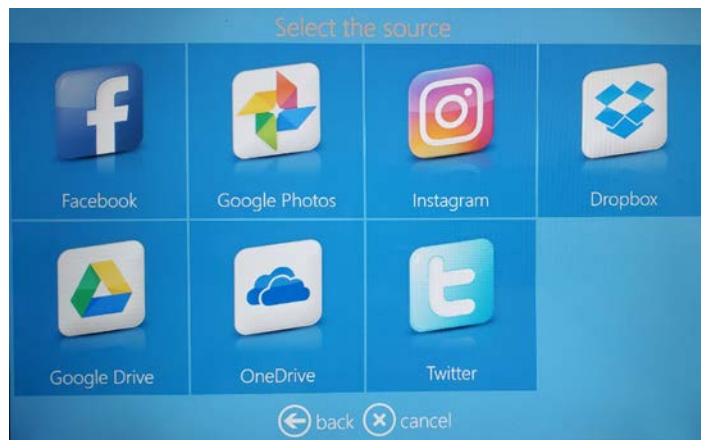 Select the source
Facebook
Google Photos
Instagram
Dropbox
Google Drive
OneDrive
Twitter
back cancel